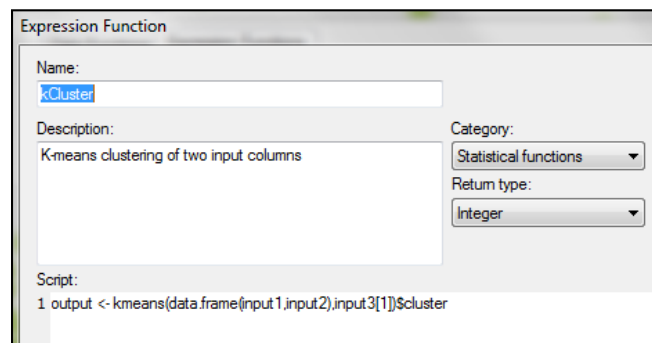 Expression Function
Name:
kCluster
Description:
K-means clustering of two input columns
Category:
Statistical functions
Return type:
Integer
Script:
1 output <- kmeans(data.frame(input1,input2),input3[1])$cluster